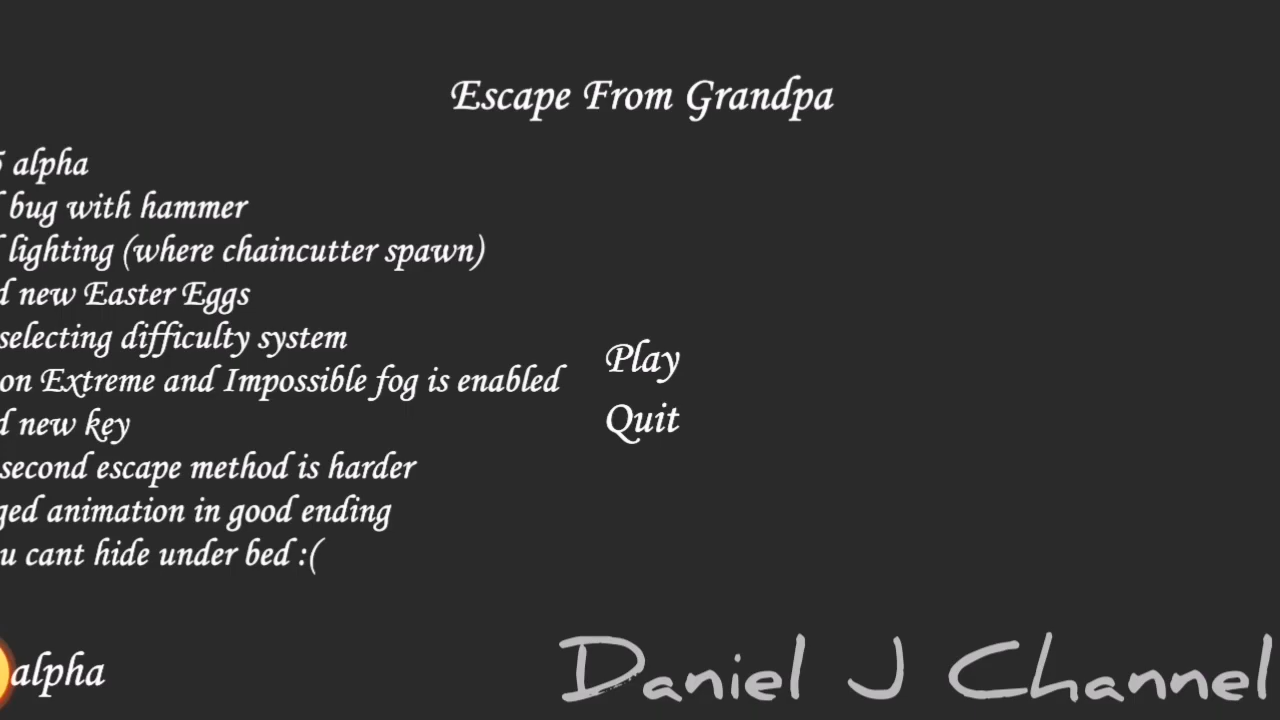 Escape From Grandpa
5 alpha
bug with hammer
lighting (where chaincutter spawn)
new Easter Eggs
selecting difficulty system
on Extreme and Impossible fog is enabled
new key
second escape method is harder
animation in good ending
cant hide under bed :(
Play
Quit
alpha
Daniel J Channel